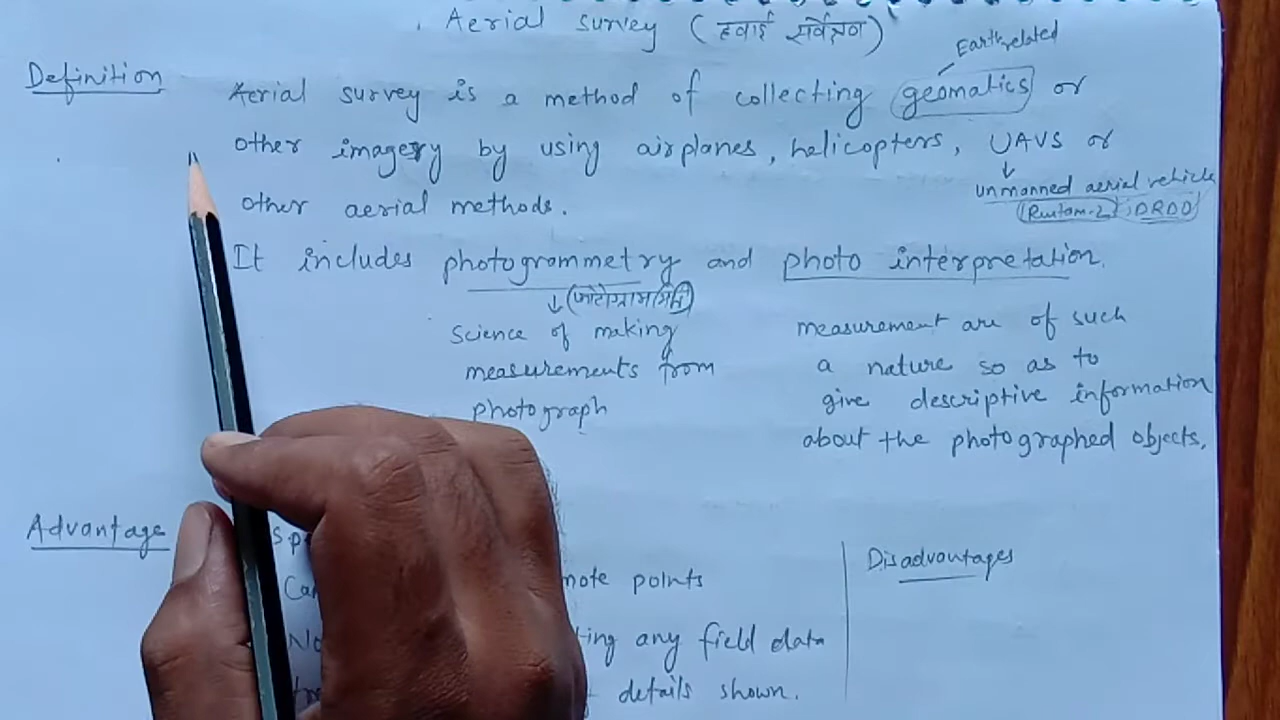 Aerial survey (हवाई सर्वेक्षण)
Earth related
Definition
Aerial survey is a method of collecting geomatics or
other imagery by using airplanes, helicopters, UAVS or
↓
unmanned aerial vehicle
other aerial methods.
(Rustom-2), DRDO
It includes photogrammetry and photo interpretation.
↓ (फोटोग्रामेट्री)
science of making
measurements from
photograph
measurement are of such
a nature so as to
give descriptive information
about the photographed objects.
Advantage
points
any field data
details shown.
Disadvantages